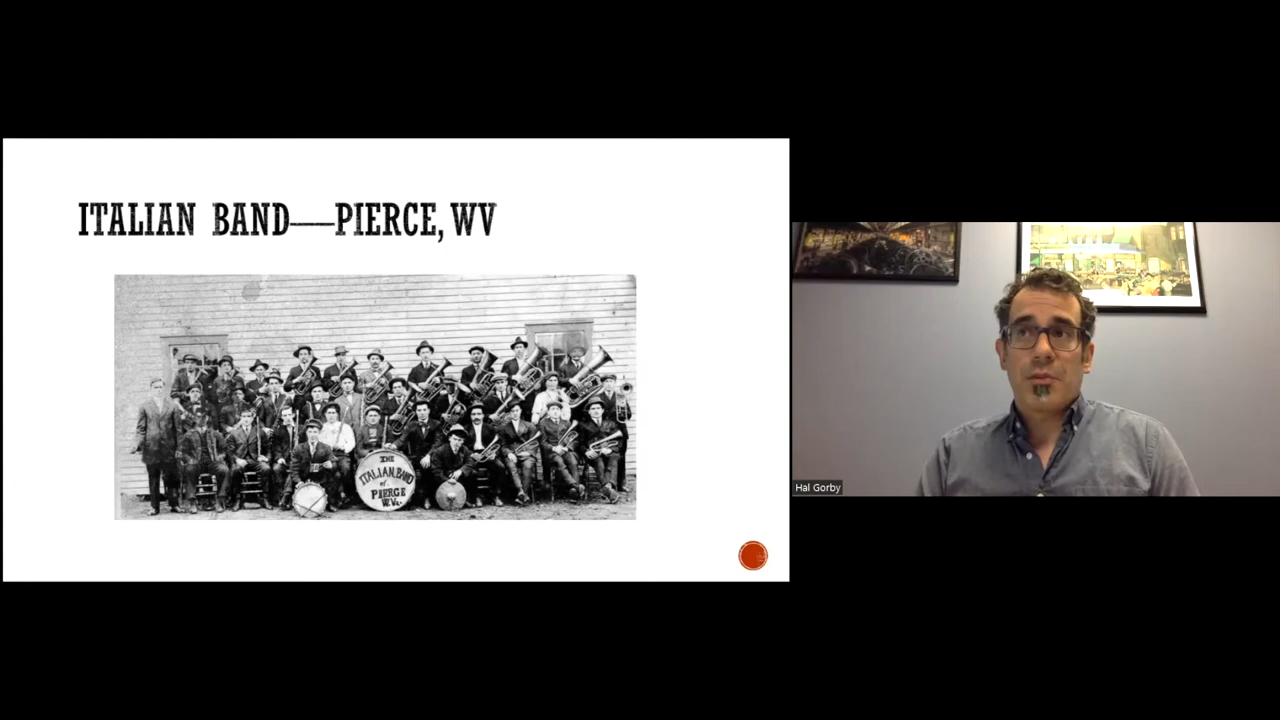 ITALIAN BAND—PIERCE, WV
THE
ITALIAN BAND
of
PIERCE
W.VA.
Hal Gorby